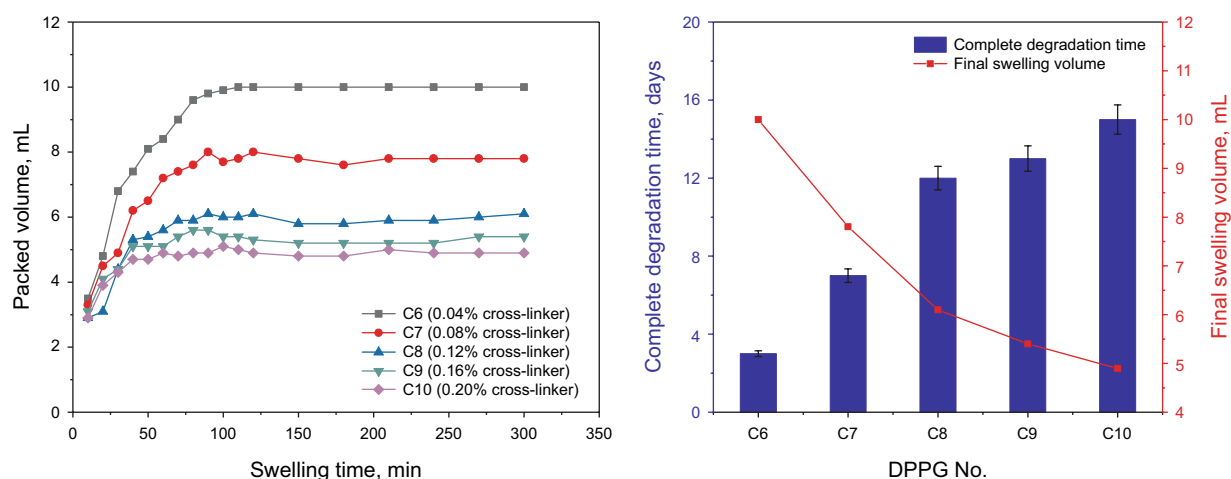 12
10
8
6
4
2
0
Packed volume, mL
C6 (0.04% cross-linker)
C7 (0.08% cross-linker)
C8 (0.12% cross-linker)
C9 (0.16% cross-linker)
C10 (0.20% cross-linker)
0 50 100 150 200 250 300 350
Swelling time, min
20
16
12
8
4
0
Complete degradation time, days
Complete degradation time
Final swelling volume
12
11
10
9
8
7
6
5
4
Final swelling volume, mL
C6 C7 C8 C9 C10
DPPG No.